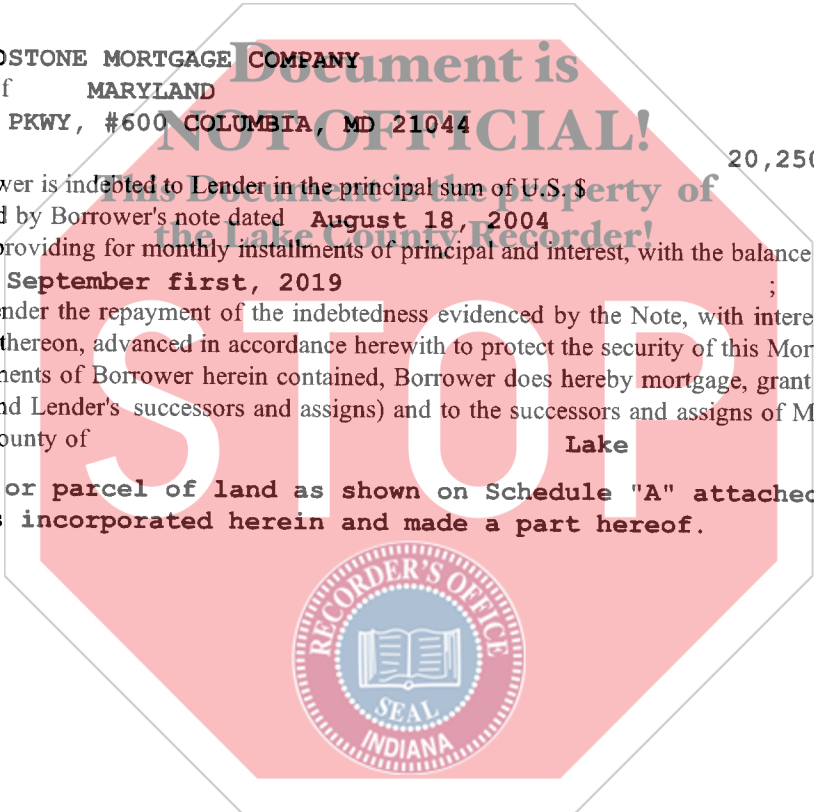 OSTONE MORTGAGE COMPANY
f MARYLAND
PKWY, #600 COLUMBIA, MD 21044
20,250
wer is indebted to Lender in the principal sum of U.S. $
d by Borrower's note dated August 18, 2004
providing for monthly installments of principal and interest, with the balance
September first, 2019 ;
nder the repayment of the indebtedness evidenced by the Note, with intere
thereon, advanced in accordance herewith to protect the security of this Mor
nents of Borrower herein contained, Borrower does hereby mortgage, grant
nd Lender's successors and assigns) and to the successors and assigns of M
ounty of Lake
or parcel of land as shown on Schedule "A" attached
s incorporated herein and made a part hereof.
Document is
NOT OFFICIAL!
This Document is the property of
the Lake County Recorder!
STOP
RECORDER'S OFFICE
SEAL
INDIANA